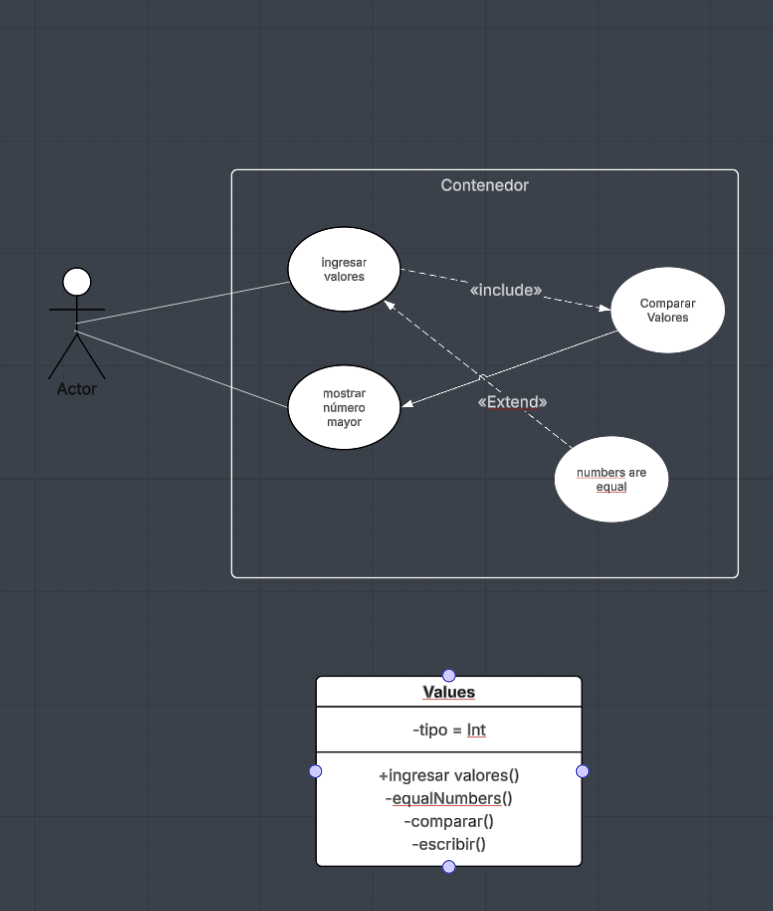 Contenedor
ingresar
valores
«include»
Comparar
Valores
Actor
mostrar
número
mayor
«Extend»
numbers are
equal
Values
-tipo = Int
+ingresar valores()
-equalNumbers()
-comparar()
-escribir()